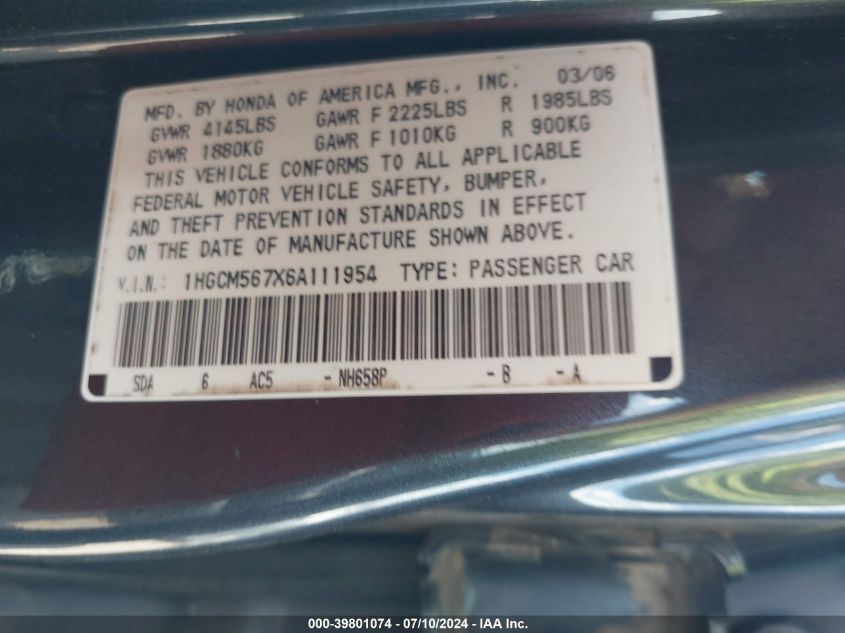 MFD. BY HONDA OF AMERICA MFG., INC. 03/06
GVWR 4145LBS GAWR F 2225LBS R 1985LBS
GVWR 1880KG GAWR F 1010KG R 900KG
THIS VEHICLE CONFORMS TO ALL APPLICABLE
FEDERAL MOTOR VEHICLE SAFETY, BUMPER,
AND THEFT PREVENTION STANDARDS IN EFFECT
ON THE DATE OF MANUFACTURE SHOWN ABOVE.
V.I.N.: 1HGCM567X6A111954 TYPE: PASSENGER CAR
SDA 6 AC5 - NH658P - B - A
000-39801074 - 07/10/2024 - IAA Inc.